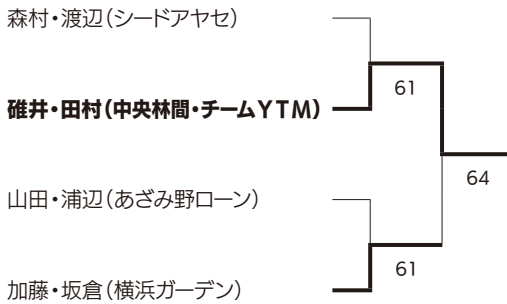 森村・渡辺(シードアヤセ)
碓井・田村(中央林間・チームYTM)
61
64
山田・浦辺(あざみ野ローン)
61
加藤・坂倉(横浜ガーデン)